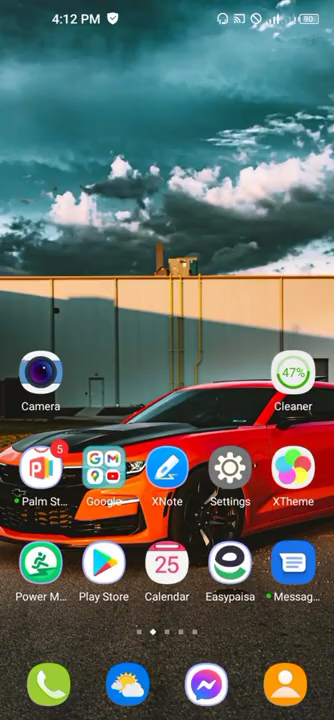 4:12 PM
90
47%
Camera
Cleaner
5
Palm St...
Google
XNote
Settings
XTheme
25
Power M...
Play Store
Calendar
Easypaisa
Messag...